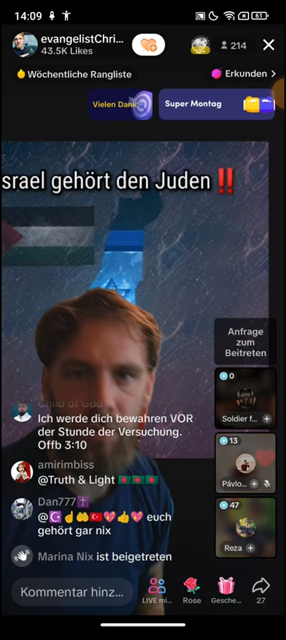 14:09
61
evangelistChri...
43.5K Likes
214
Wöchentliche Rangliste
Erkunden >
Vielen Dank
Super Montag
srael gehört den Juden‼️
Anfrage
zum
Beitreten
0
Soldier f...
Child of God
Ich werde dich bewahren VOR
der Stunde der Versuchung.
Offb 3:10
13
Pávlo...
amirimbiss
@Truth & Light 🇧🇩🇧🇩🇧🇩
Dan777✝️
@☪️☝️🤲🇹🇷💖👍💖 euch
gehört gar nix
47
Reza
Marina Nix ist beigetreten
Kommentar hinz...
LIVE mi...
Rose
Gesche...
27